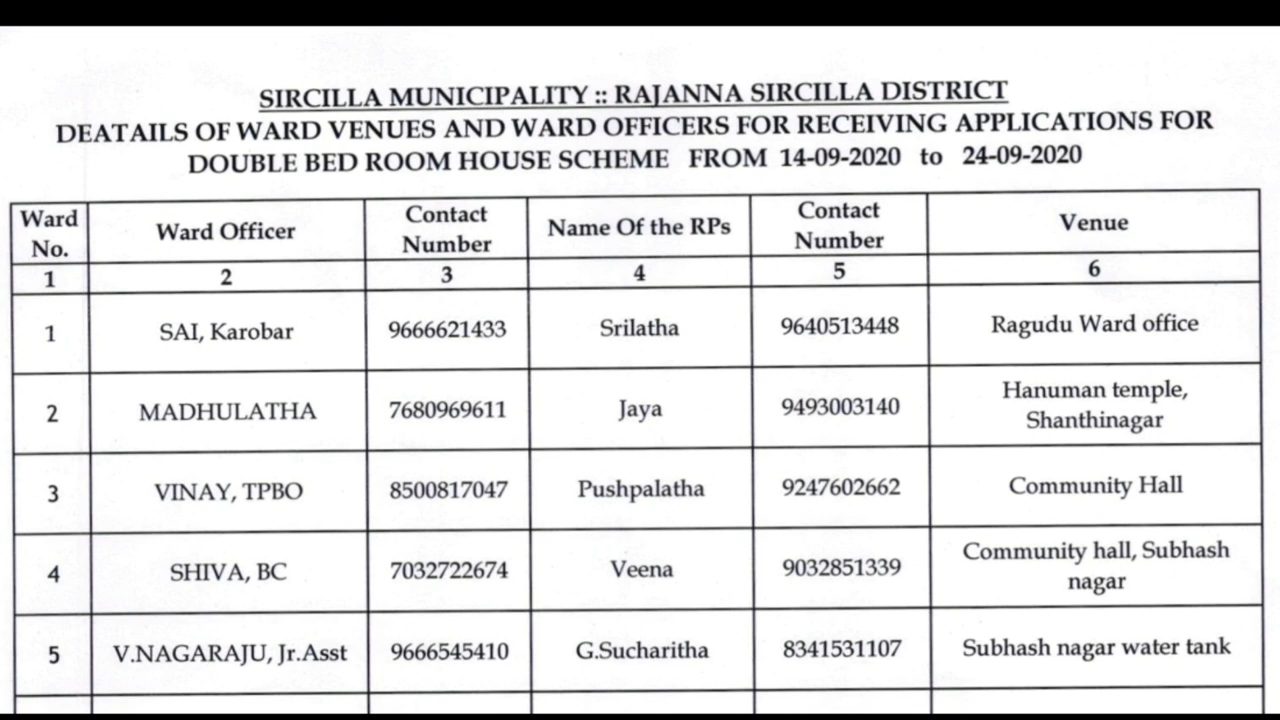 SIRCILLA MUNICIPALITY :: RAJANNA SIRCILLA DISTRICT
DEATAILS OF WARD VENUES AND WARD OFFICERS FOR RECEIVING APPLICATIONS FOR
DOUBLE BED ROOM HOUSE SCHEME FROM 14-09-2020 to 24-09-2020
Ward No. Ward Officer Contact Number Name Of the RPs Contact Number Venue
1 2 3 4 5 6
1 SAI, Karobar 9666621433 Srilatha 9640513448 Ragudu Ward office
2 MADHULATHA 7680969611 Jaya 9493003140 Hanuman temple, Shanthinagar
3 VINAY, TPBO 8500817047 Pushpalatha 9247602662 Community Hall
4 SHIVA, BC 7032722674 Veena 9032851339 Community hall, Subhash nagar
5 V.NAGARAJU, Jr.Asst 9666545410 G.Sucharitha 8341531107 Subhash nagar water tank